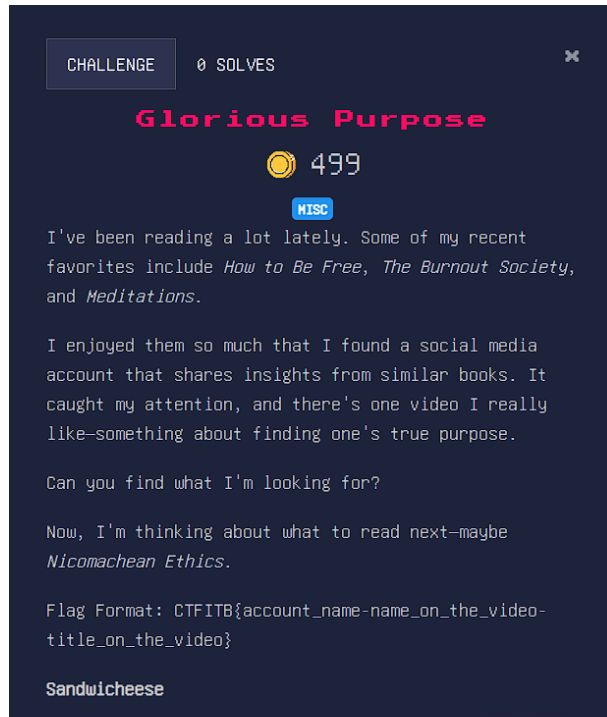 CHALLENGE 0 SOLVES ×
Glorious Purpose
499
MISC
I've been reading a lot lately. Some of my recent
favorites include How to Be Free, The Burnout Society,
and Meditations.
I enjoyed them so much that I found a social media
account that shares insights from similar books. It
caught my attention, and there's one video I really
like—something about finding one's true purpose.
Can you find what I'm looking for?
Now, I'm thinking about what to read next—maybe
Nicomachean Ethics.
Flag Format: CTFITB{account_name-name_on_the_video-
title_on_the_video}
Sandwicheese